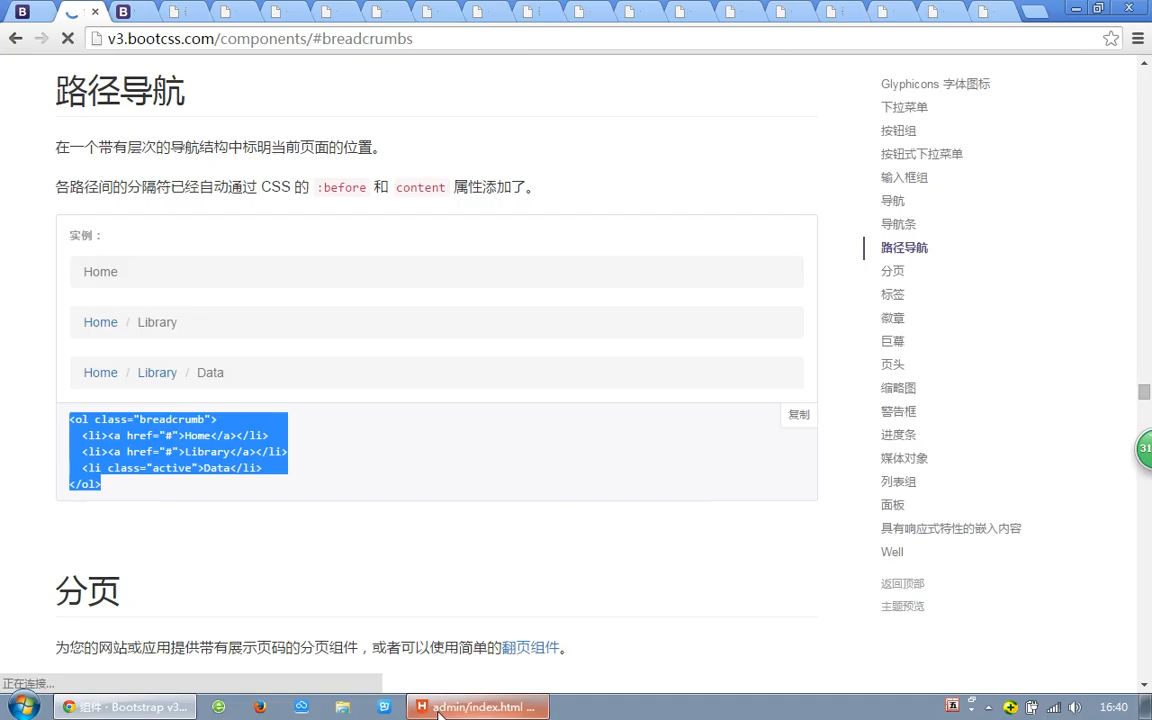 v3.bootcss.com/components/#breadcrumbs
路径导航
在一个带有层次的导航结构中标明当前页面的位置。
各路径间的分隔符已经自动通过 CSS 的 :before 和 content 属性添加了。
实例：
Home
Home / Library
Home / Library / Data
复制
<ol class="breadcrumb">
<li><a href="#">Home</a></li>
<li><a href="#">Library</a></li>
<li class="active">Data</li>
</ol>
分页
为您的网站或应用提供带有展示页码的分页组件，或者可以使用简单的翻页组件。
Glyphicons 字体图标
下拉菜单
按钮组
按钮式下拉菜单
输入框组
导航
导航条
路径导航
分页
标签
徽章
巨幕
页头
缩略图
警告框
进度条
媒体对象
列表组
面板
具有响应式特性的嵌入内容
Well
返回顶部
主题预览
31
正在连接...
组件 · Bootstrap v3...
admin/index.html ...
五
16:40